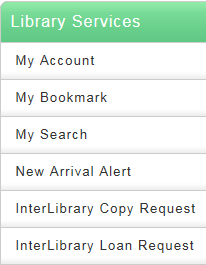 Library Services
My Account
My Bookmark
My Search
New Arrival Alert
InterLibrary Copy Request
InterLibrary Loan Request